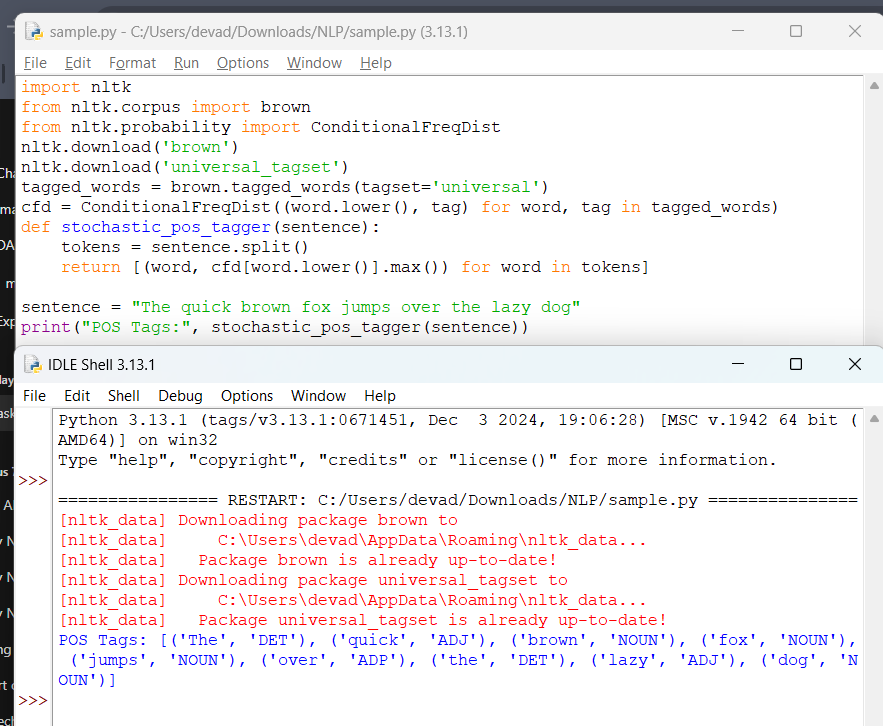 sample.py - C:/Users/devad/Downloads/NLP/sample.py (3.13.1)
File Edit Format Run Options Window Help
import nltk
from nltk.corpus import brown
from nltk.probability import ConditionalFreqDist
nltk.download('brown')
nltk.download('universal_tagset')
tagged_words = brown.tagged_words(tagset='universal')
cfd = ConditionalFreqDist((word.lower(), tag) for word, tag in tagged_words)
def stochastic_pos_tagger(sentence):
    tokens = sentence.split()
    return [(word, cfd[word.lower()].max()) for word in tokens]
sentence = "The quick brown fox jumps over the lazy dog"
print("POS Tags:", stochastic_pos_tagger(sentence))
IDLE Shell 3.13.1
File Edit Shell Debug Options Window Help
Python 3.13.1 (tags/v3.13.1:0671451, Dec  3 2024, 19:06:28) [MSC v.1942 64 bit (
AMD64)] on win32
Type "help", "copyright", "credits" or "license()" for more information.
>>>
================ RESTART: C:/Users/devad/Downloads/NLP/sample.py ===============
[nltk_data] Downloading package brown to
[nltk_data]     C:\Users\devad\AppData\Roaming\nltk_data...
[nltk_data]   Package brown is already up-to-date!
[nltk_data] Downloading package universal_tagset to
[nltk_data]     C:\Users\devad\AppData\Roaming\nltk_data...
[nltk_data]   Package universal_tagset is already up-to-date!
POS Tags: [('The', 'DET'), ('quick', 'ADJ'), ('brown', 'NOUN'), ('fox', 'NOUN'),
 ('jumps', 'NOUN'), ('over', 'ADP'), ('the', 'DET'), ('lazy', 'ADJ'), ('dog', 'N
OUN')]
>>>